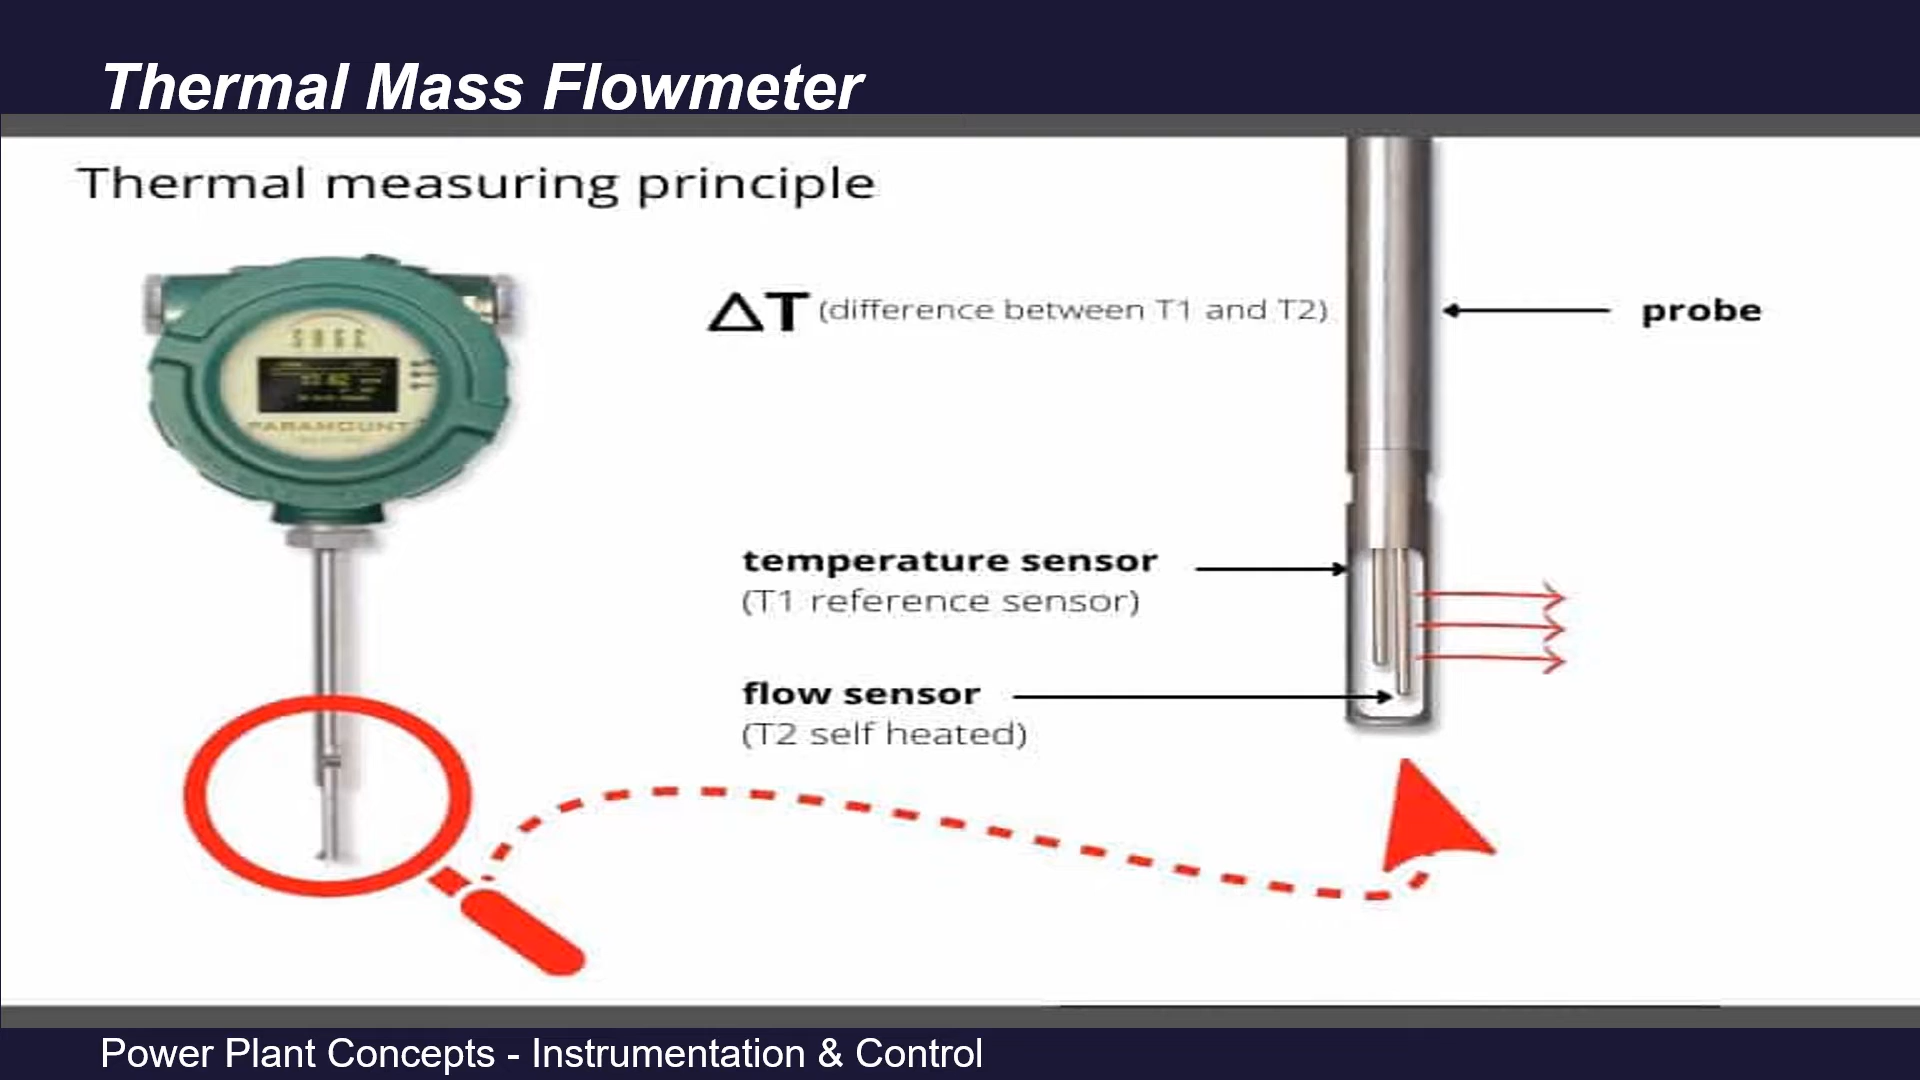 Thermal Mass Flowmeter
Thermal measuring principle
ΔT (difference between T1 and T2)
probe
PARAMOUNT
temperature sensor
(T1 reference sensor)
flow sensor
(T2 self heated)
Power Plant Concepts - Instrumentation & Control